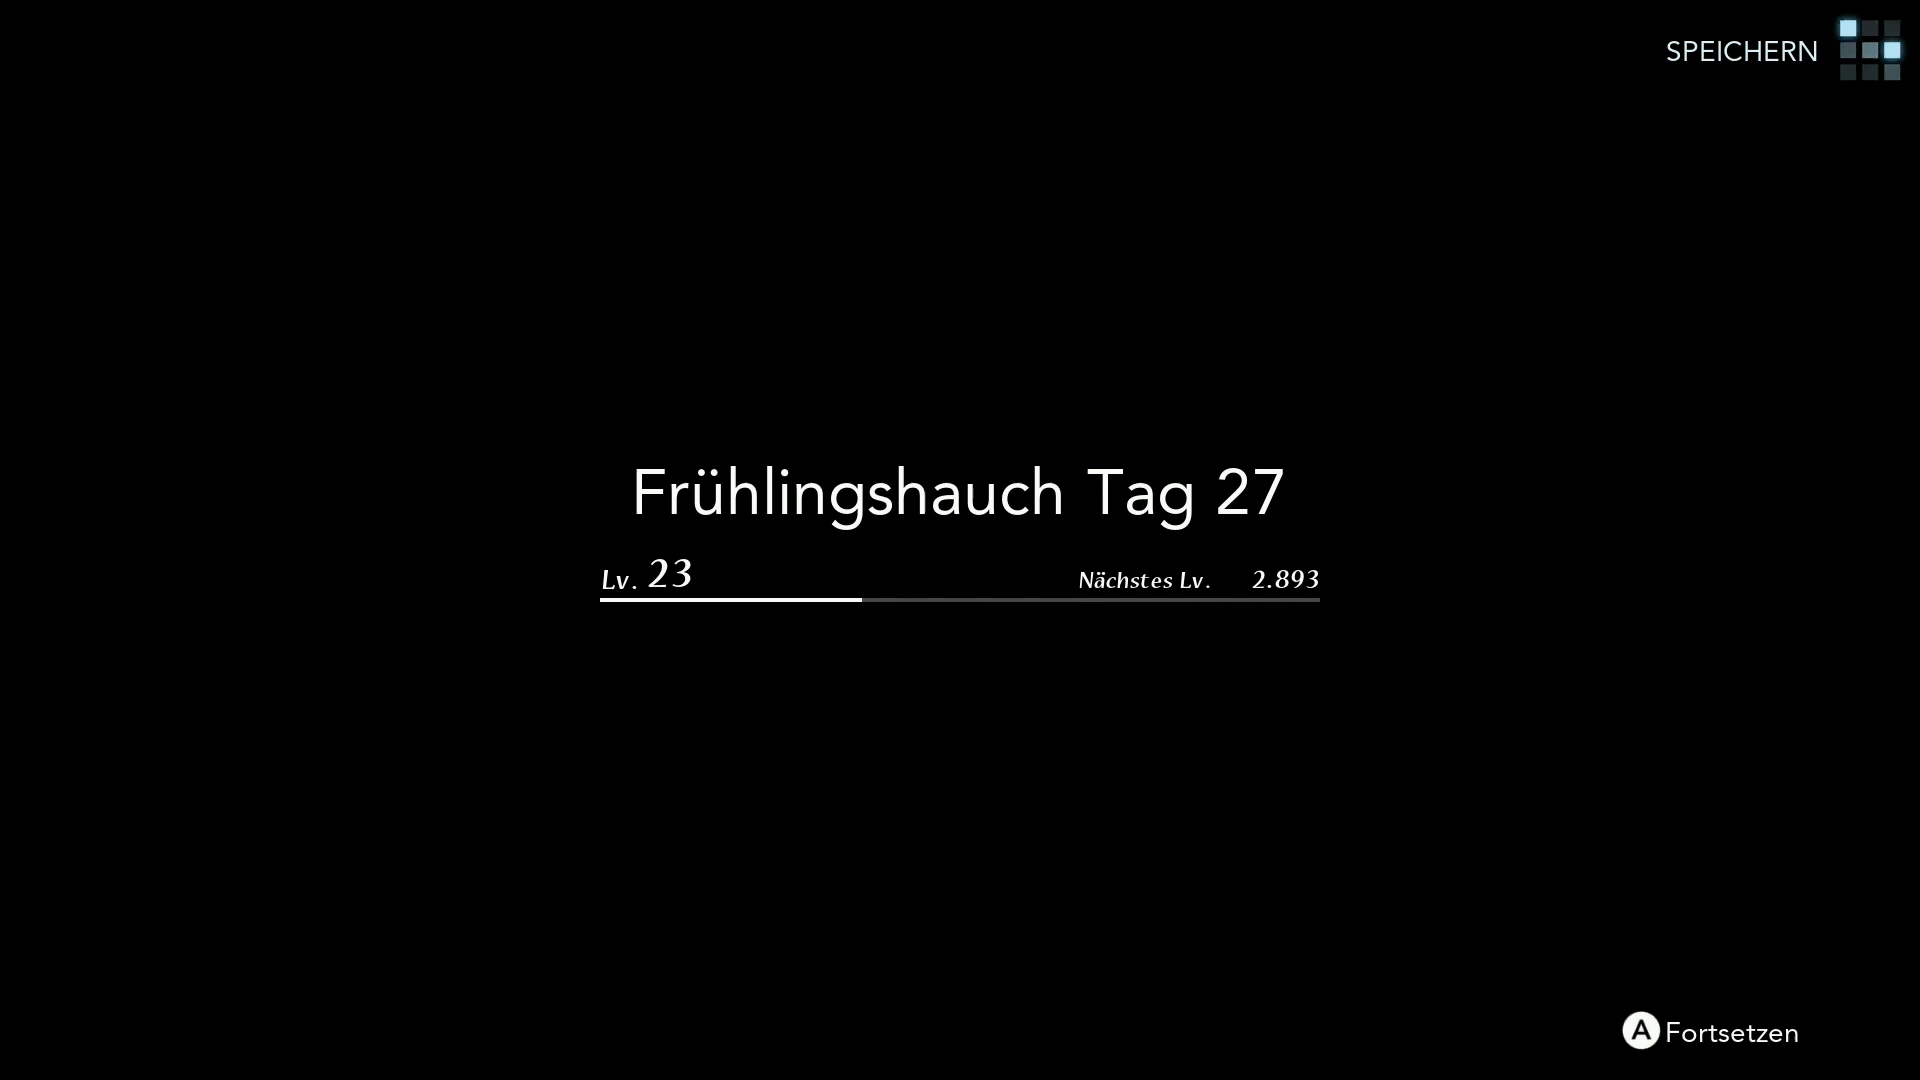 SPEICHERN
Frühlingshauch Tag 27
Lv. 23 Nächstes Lv. 2.893
A Fortsetzen